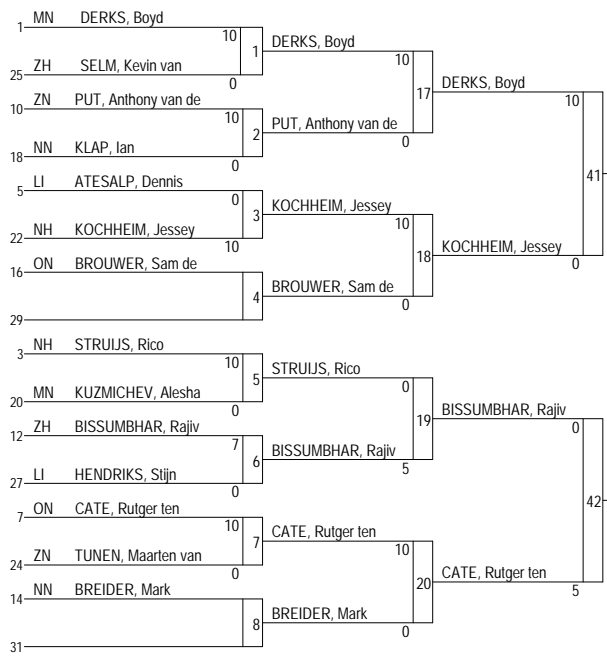 1 MN DERKS, Boyd
10
1 DERKS, Boyd
10
25 ZH SELM, Kevin van
0
17 DERKS, Boyd
10
10 ZN PUT, Anthony van de
10
2 PUT, Anthony van de
0
18 NN KLAP, Ian
0
41
5 LI ATESALP, Dennis
0
3 KOCHHEIM, Jessey
10
22 NH KOCHHEIM, Jessey
10
18 KOCHHEIM, Jessey
0
16 ON BROUWER, Sam de
4 BROUWER, Sam de
0
29
3 NH STRUIJS, Rico
10
5 STRUIJS, Rico
0
20 MN KUZMICHEV, Alesha
0
19 BISSUMBHAR, Rajiv
0
12 ZH BISSUMBHAR, Rajiv
7
6 BISSUMBHAR, Rajiv
5
27 LI HENDRIKS, Stijn
0
42
7 ON CATE, Rutger ten
10
7 CATE, Rutger ten
10
24 ZN TUNEN, Maarten van
0
20 CATE, Rutger ten
5
14 NN BREIDER, Mark
8 BREIDER, Mark
0
31